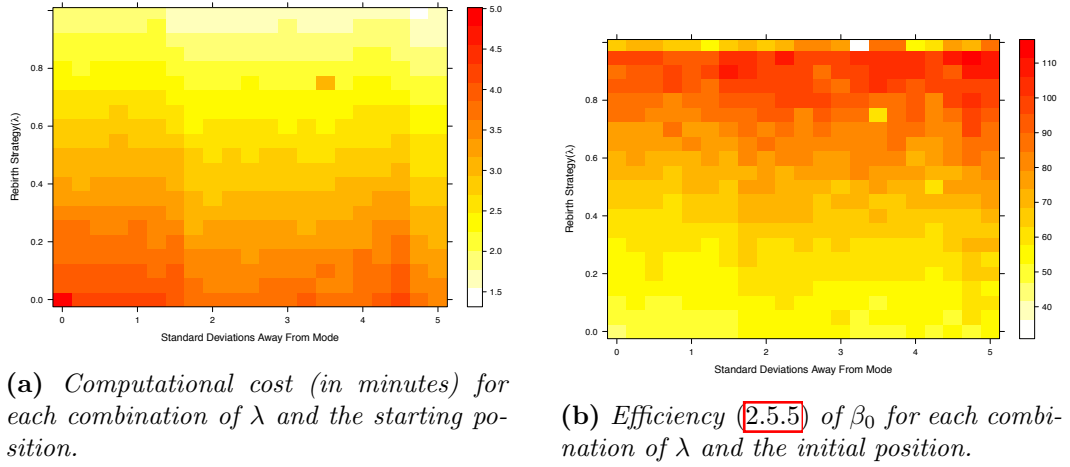 5.0
4.5
4.0
3.5
3.0
2.5
2.0
1.5
0.8
0.6
0.4
0.2
0.0
Rebirth Strategy(λ)
0 1 2 3 4 5
Standard Deviations Away From Mode
(a) Computational cost (in minutes) for
each combination of λ and the starting po-
sition.
110
100
90
80
70
60
50
40
0.8
0.6
0.4
0.2
0.0
Rebirth Strategy(λ)
0 1 2 3 4 5
Standard Deviations Away From Mode
(b) Efficiency (2.5.5) of β₀ for each combi-
nation of λ and the initial position.